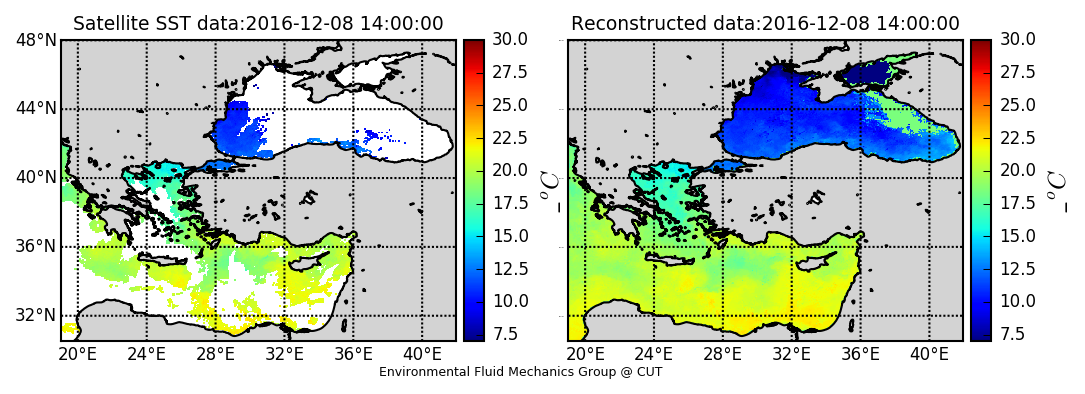 Satellite SST data:2016-12-08 14:00:00
48°N
44°N
40°N
36°N
32°N
20°E 24°E 28°E 32°E 36°E 40°E
30.0
27.5
25.0
22.5
20.0
17.5
15.0
12.5
10.0
7.5
_ °C
Reconstructed data:2016-12-08 14:00:00
20°E 24°E 28°E 32°E 36°E 40°E
30.0
27.5
25.0
22.5
20.0
17.5
15.0
12.5
10.0
7.5
_ °C
Environmental Fluid Mechanics Group @ CUT